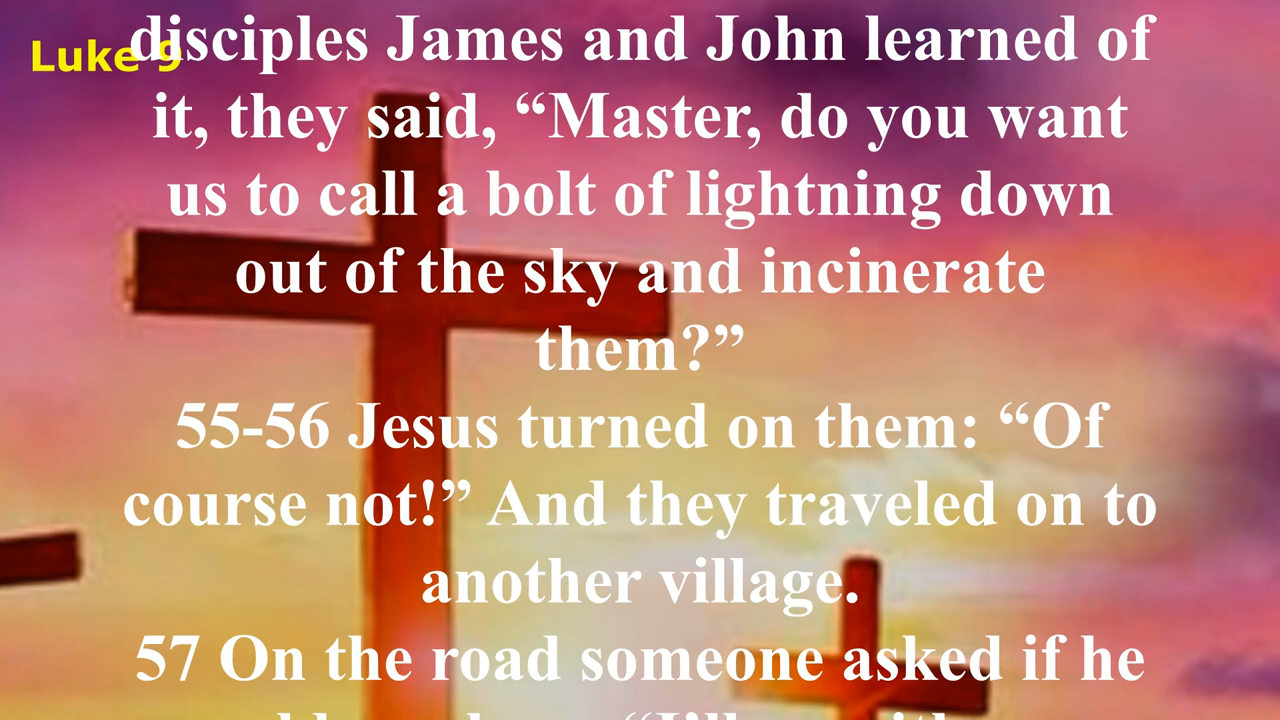 Luke 9
disciples James and John learned of
it, they said, “Master, do you want
us to call a bolt of lightning down
out of the sky and incinerate
them?”
55-56 Jesus turned on them: “Of
course not!” And they traveled on to
another village.
57 On the road someone asked if he